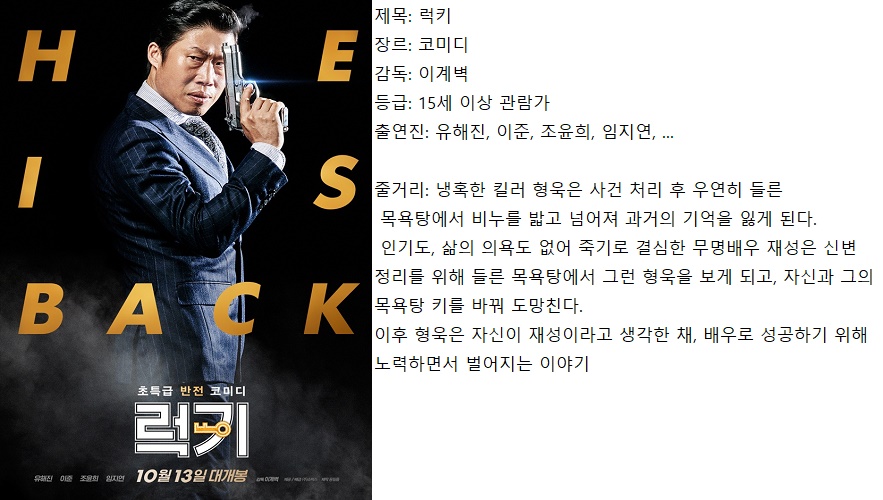 HE
IS
BACK
초특급 반전 코미디
럭키
유해진 이준 조윤희 임지연
10월 13일 대개봉
감독 이계벽
제목: 럭키
장르: 코미디
감독: 이계벽
등급: 15세 이상 관람가
출연진: 유해진, 이준, 조윤희, 임지연, ...
줄거리: 냉혹한 킬러 형욱은 사건 처리 후 우연히 들른
목욕탕에서 비누를 밟고 넘어져 과거의 기억을 잃게 된다.
인기도, 삶의 의욕도 없어 죽기로 결심한 무명배우 재성은 신변
정리를 위해 들른 목욕탕에서 그런 형욱을 보게 되고, 자신과 그의
목욕탕 키를 바꿔 도망친다.
이후 형욱은 자신이 재성이라고 생각한 채, 배우로 성공하기 위해
노력하면서 벌어지는 이야기